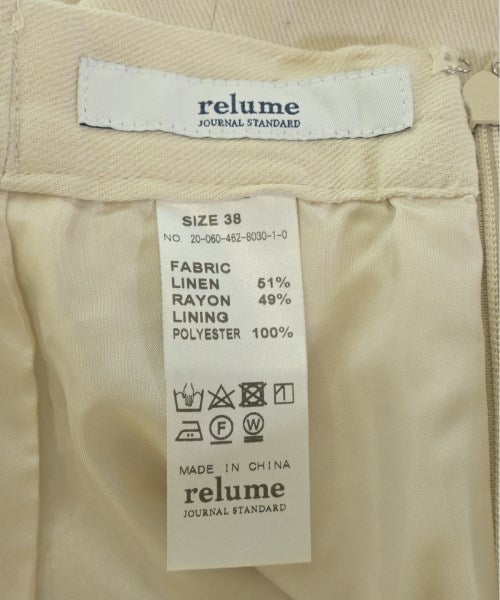 relume
JOURNAL STANDARD
SIZE 38
NO. 20-060-462-8030-1-0
FABRIC
LINEN 51%
RAYON 49%
LINING
POLYESTER 100%
F W
MADE IN CHINA
relume
JOURNAL STANDARD